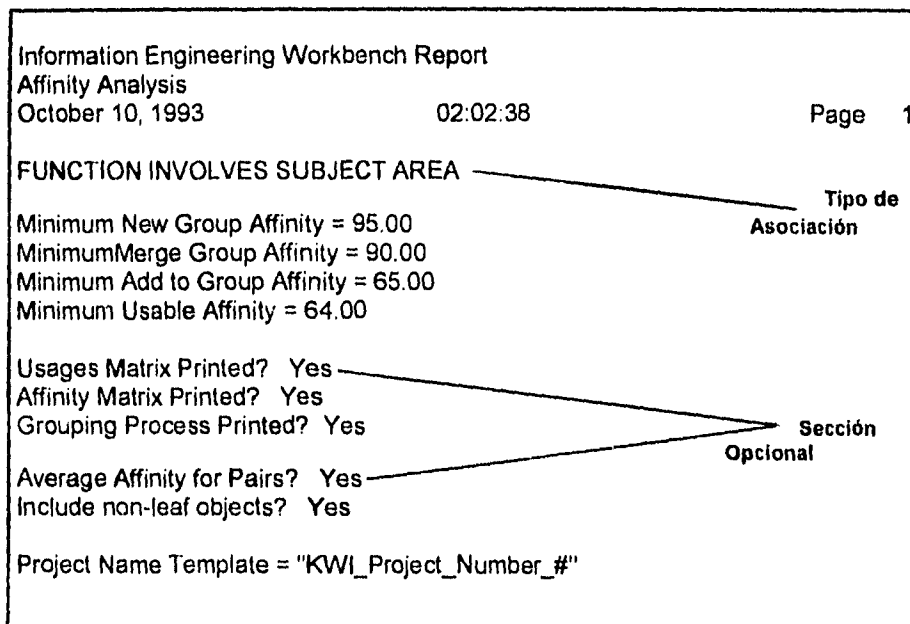 Information Engineering Workbench Report
Affinity Analysis
October 10, 1993 02:02:38 Page 1
FUNCTION INVOLVES SUBJECT AREA
Tipo de
Asociación
Minimum New Group Affinity = 95.00
MinimumMerge Group Affinity = 90.00
Minimum Add to Group Affinity = 65.00
Minimum Usable Affinity = 64.00
Usages Matrix Printed? Yes
Affinity Matrix Printed? Yes
Grouping Process Printed? Yes
Sección
Opcional
Average Affinity for Pairs? Yes
Include non-leaf objects? Yes
Project Name Template = "KWI_Project_Number_#"